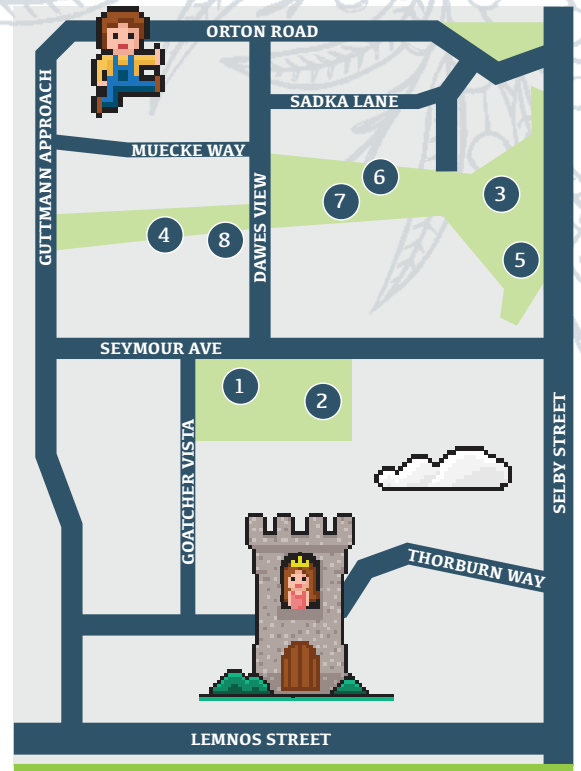 ORTON ROAD
GUTTMANN APPROACH
SADKA LANE
MUECKE WAY
DAWES VIEW
6
7
3
4
8
5
SEYMOUR AVE
1
2
GOATCHER VISTA
SELBY STREET
THORBURN WAY
LEMNOS STREET